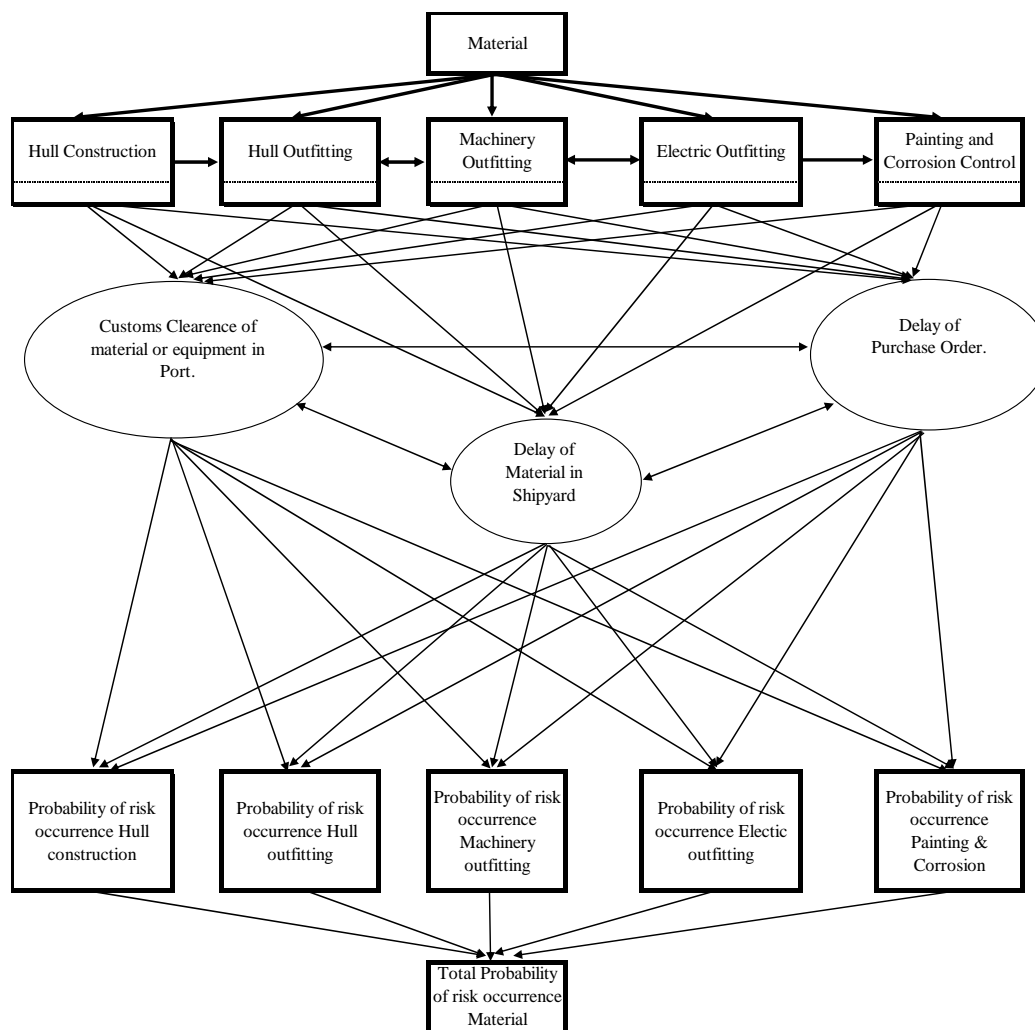 Material
Hull Construction
Hull Outfitting
Machinery
Outfitting
Electric Outfitting
Painting and
Corrosion Control
Customs Clearence of
material or equipment in
Port.
Delay of
Purchase Order.
Delay of
Material in
Shipyard
Probability of risk
occurrence Hull
construction
Probability of risk
occurrence Hull
outfitting
Probability of risk
occurrence
Machinery
outfitting
Probability of risk
occurrence Electic
outfitting
Probability of risk
occurrence
Painting &
Corrosion
Total Probability
of risk occurrence
Material